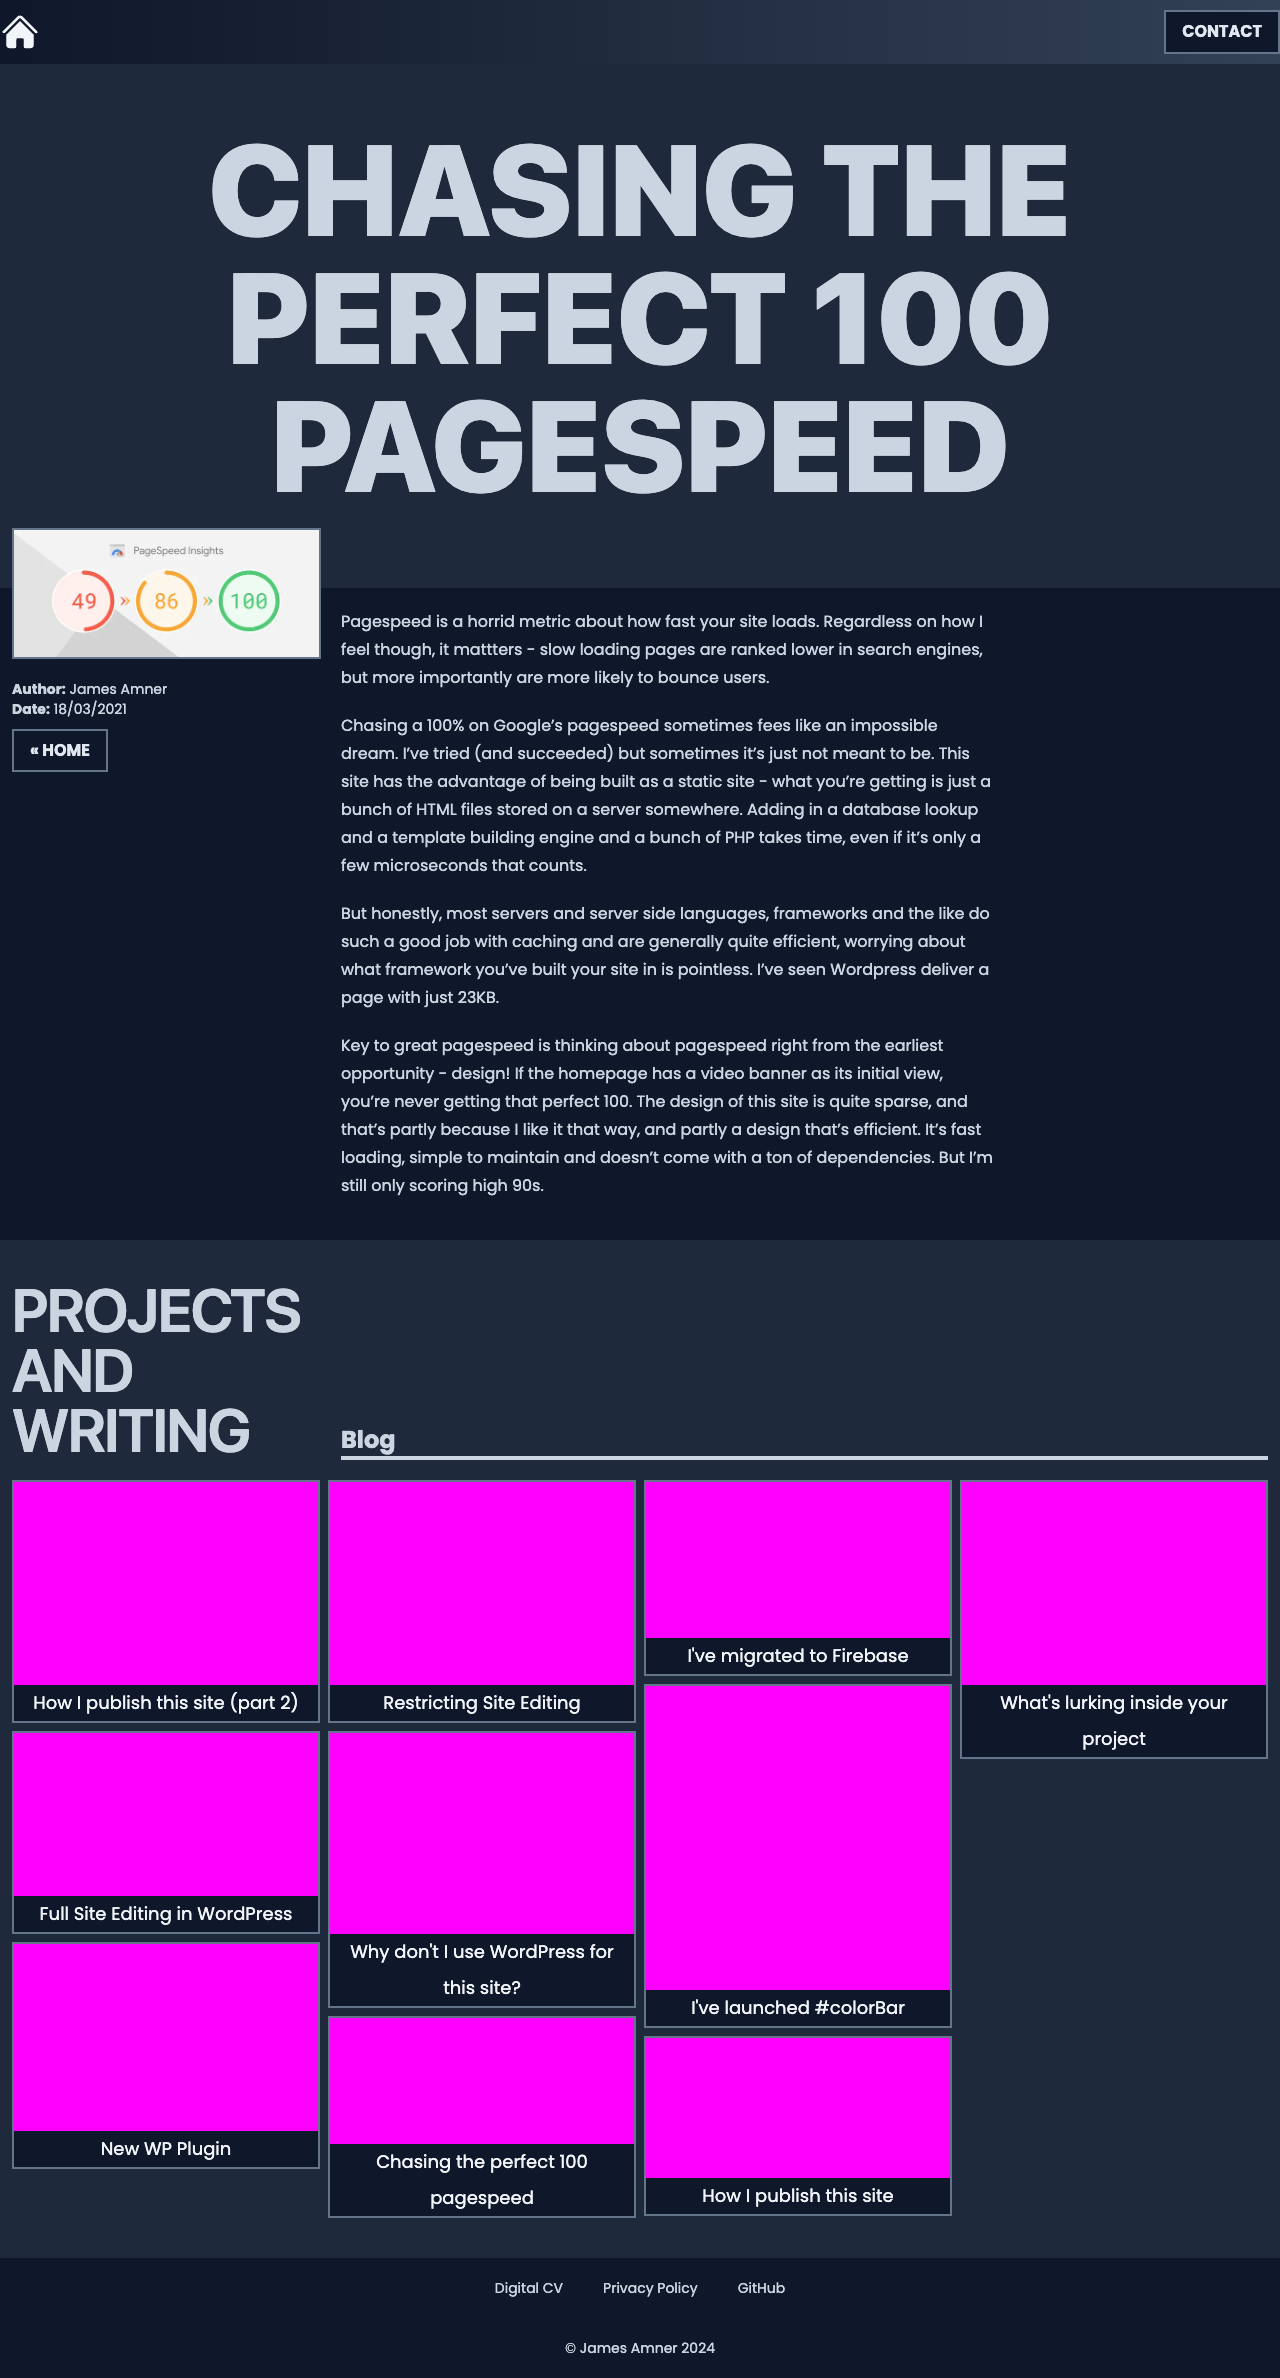 CONTACT
CHASING THE
PERFECT 100
PAGESPEED
PageSpeed Insights
49 » 86 » 100
Author: James Amner
Date: 18/03/2021
« HOME
Pagespeed is a horrid metric about how fast your site loads. Regardless on how I
feel though, it mattters - slow loading pages are ranked lower in search engines,
but more importantly are more likely to bounce users.
Chasing a 100% on Google’s pagespeed sometimes fees like an impossible
dream. I’ve tried (and succeeded) but sometimes it’s just not meant to be. This
site has the advantage of being built as a static site - what you’re getting is just a
bunch of HTML files stored on a server somewhere. Adding in a database lookup
and a template building engine and a bunch of PHP takes time, even if it’s only a
few microseconds that counts.
But honestly, most servers and server side languages, frameworks and the like do
such a good job with caching and are generally quite efficient, worrying about
what framework you’ve built your site in is pointless. I’ve seen Wordpress deliver a
page with just 23KB.
Key to great pagespeed is thinking about pagespeed right from the earliest
opportunity - design! If the homepage has a video banner as its initial view,
you’re never getting that perfect 100. The design of this site is quite sparse, and
that’s partly because I like it that way, and partly a design that’s efficient. It’s fast
loading, simple to maintain and doesn’t come with a ton of dependencies. But I’m
still only scoring high 90s.
PROJECTS
AND
WRITING
Blog
How I publish this site (part 2)
Restricting Site Editing
I've migrated to Firebase
What's lurking inside your
project
Full Site Editing in WordPress
Why don't I use WordPress for
this site?
I've launched #colorBar
New WP Plugin
Chasing the perfect 100
pagespeed
How I publish this site
Digital CV
Privacy Policy
GitHub
© James Amner 2024